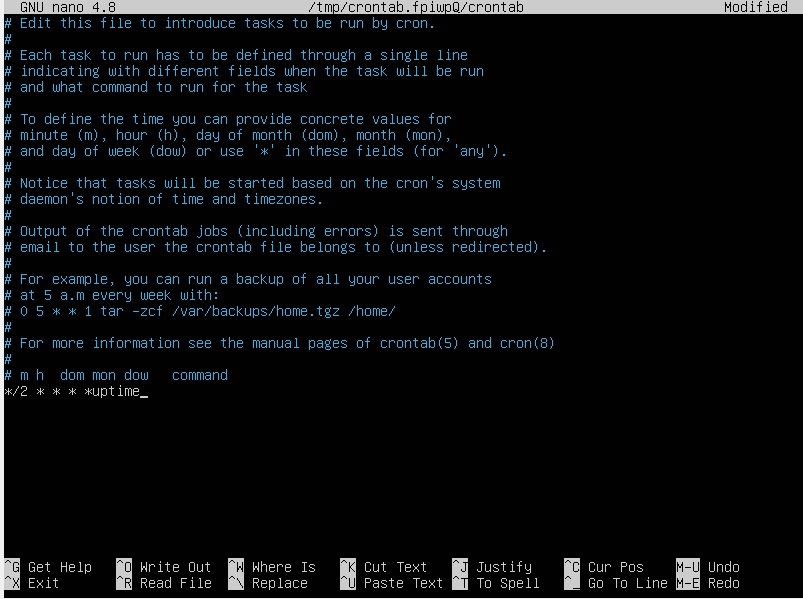 GNU nano 4.8 /tmp/crontab.fpiwpQ/crontab Modified
# Edit this file to introduce tasks to be run by cron.
#
# Each task to run has to be defined through a single line
# indicating with different fields when the task will be run
# and what command to run for the task
#
# To define the time you can provide concrete values for
# minute (m), hour (h), day of month (dom), month (mon),
# and day of week (dow) or use '*' in these fields (for 'any').
#
# Notice that tasks will be started based on the cron's system
# daemon's notion of time and timezones.
#
# Output of the crontab jobs (including errors) is sent through
# email to the user the crontab file belongs to (unless redirected).
#
# For example, you can run a backup of all your user accounts
# at 5 a.m every week with:
# 0 5 * * 1 tar -zcf /var/backups/home.tgz /home/
#
# For more information see the manual pages of crontab(5) and cron(8)
#
# m h  dom mon dow   command
*/2 * * * *uptime_
^G Get Help ^O Write Out ^W Where Is ^K Cut Text ^J Justify ^C Cur Pos M-U Undo
^X Exit ^R Read File ^\ Replace ^U Paste Text ^T To Spell ^_ Go To Line M-E Redo